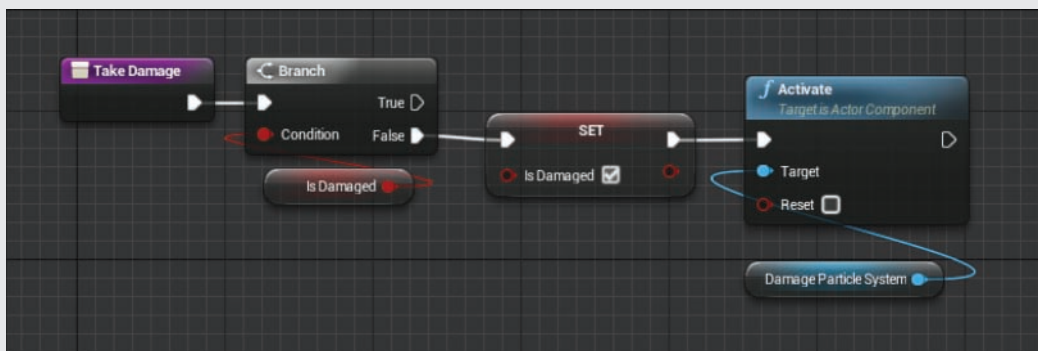 Take Damage
Branch
True
Condition
False
Is Damaged
SET
Is Damaged
f Activate
Target is Actor Component
Target
Reset
Damage Particle System